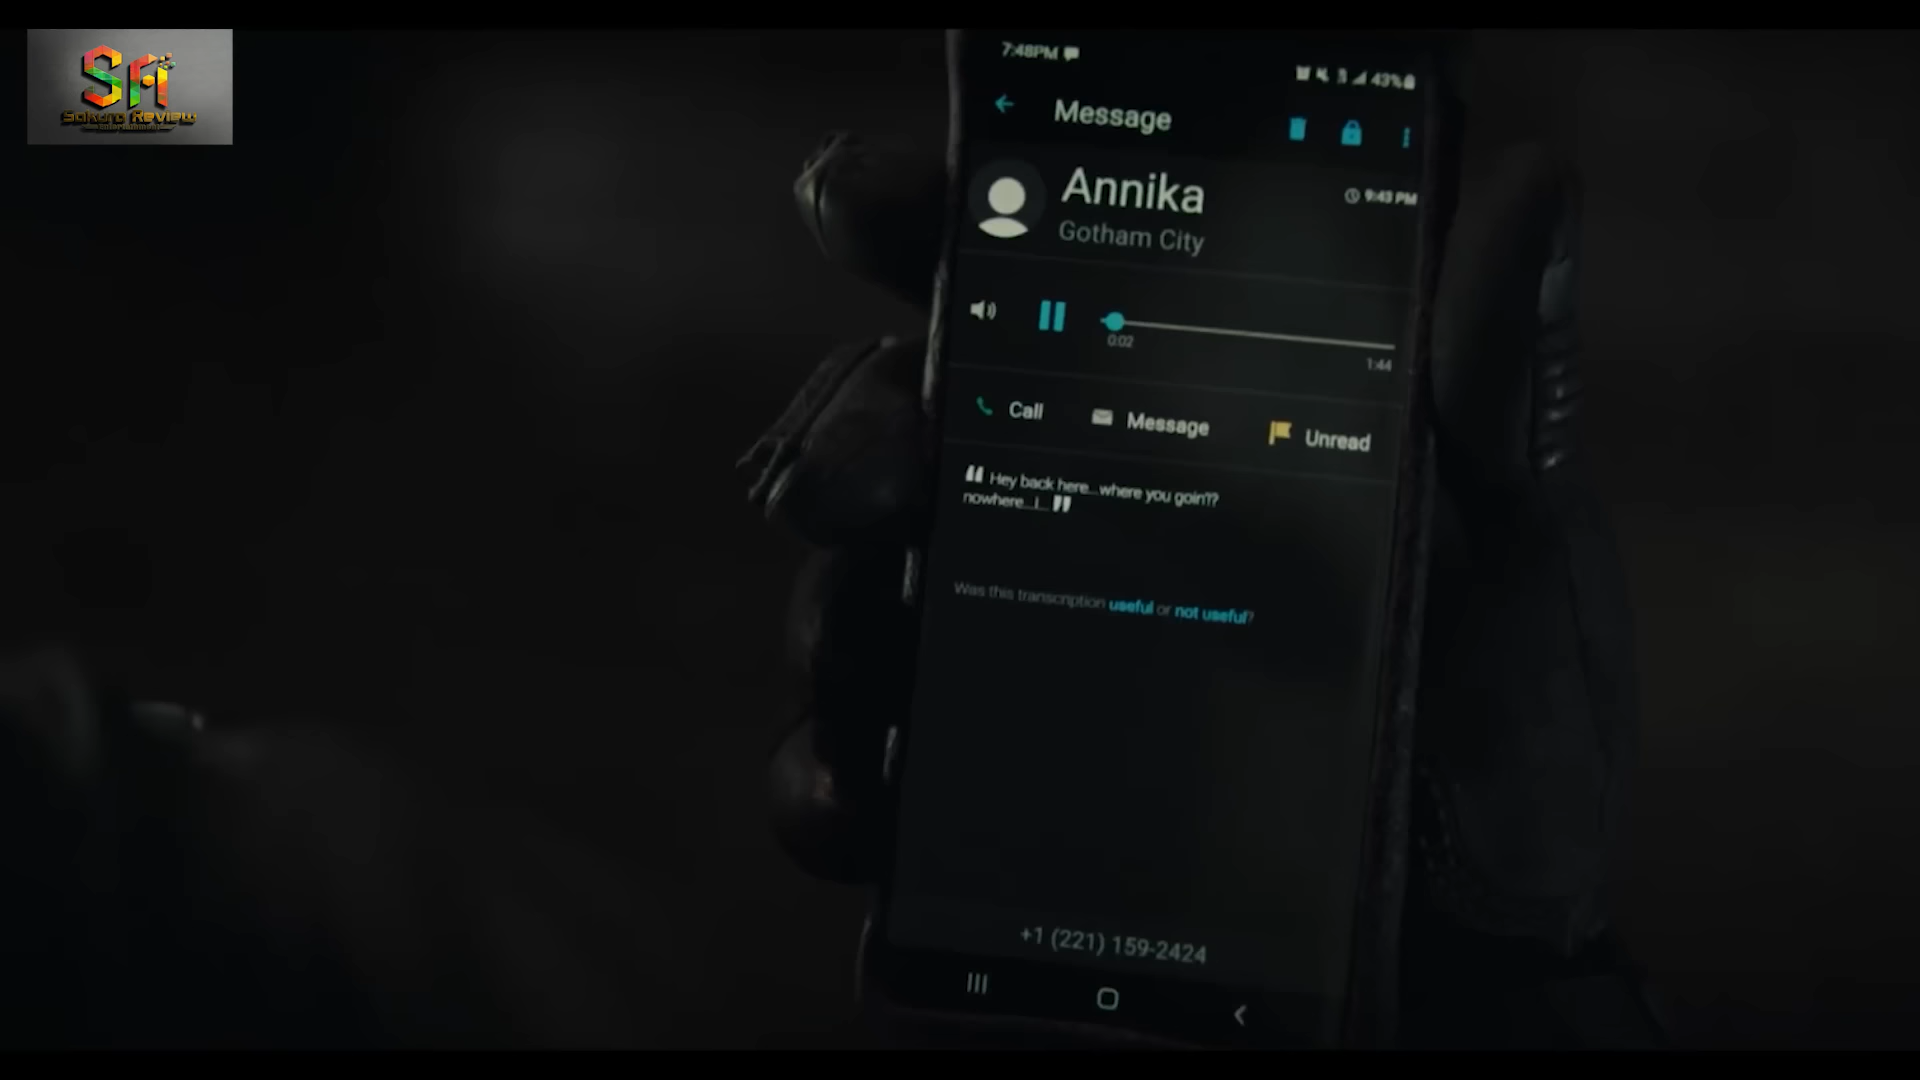 SR
Sakura Review
7:48PM
43%
Message
Annika
9:43 PM
Gotham City
0:02
1:44
Call
Message
Unread
“ Hey back here...where you goin??
nowhere...I... ”
Was this transcription useful or not useful?
+1 (221) 159-2424